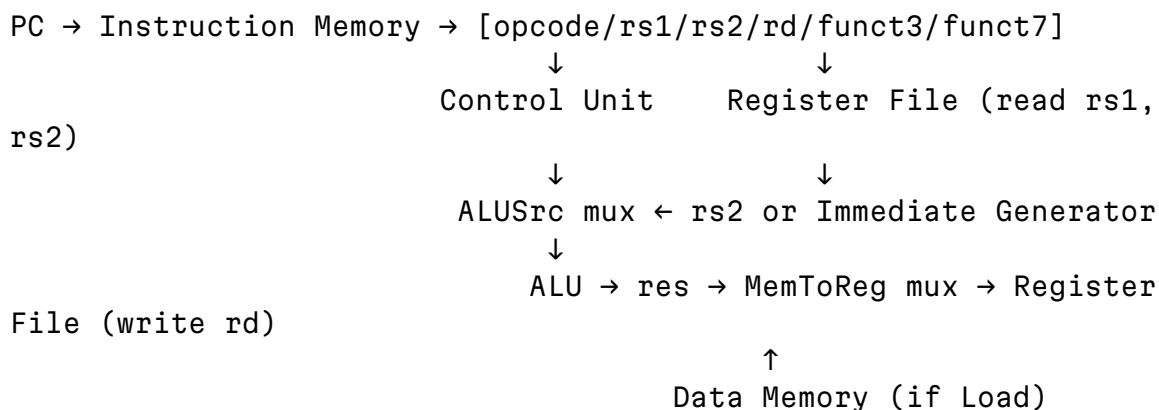 PC → Instruction Memory → [opcode/rs1/rs2/rd/funct3/funct7]
↓ ↓
Control Unit Register File (read rs1,
rs2)
↓ ↓
ALUSrc mux ← rs2 or Immediate Generator
↓
ALU → res → MemToReg mux → Register
File (write rd)
↑
Data Memory (if Load)